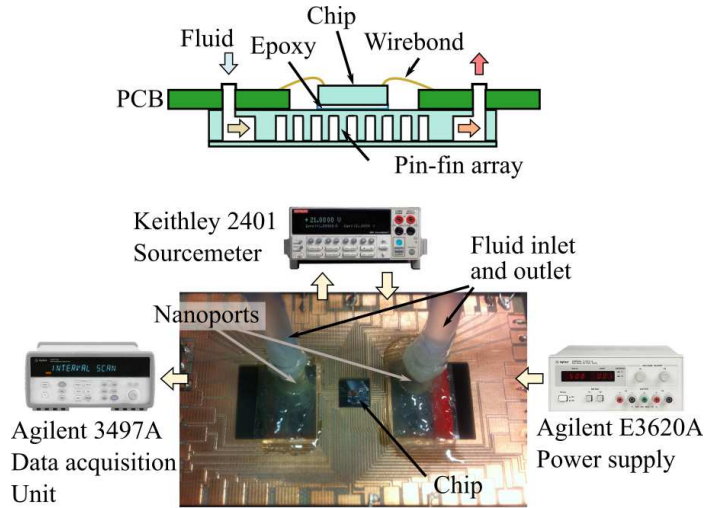 Chip
Fluid
Epoxy
Wirebond
PCB
Pin-fin array
Keithley 2401
Sourcemeter
Fluid inlet
and outlet
Nanoports
INTERVAL SCAN
Agilent 3497A
Data acquisition
Unit
Chip
Agilent E3620A
Power supply